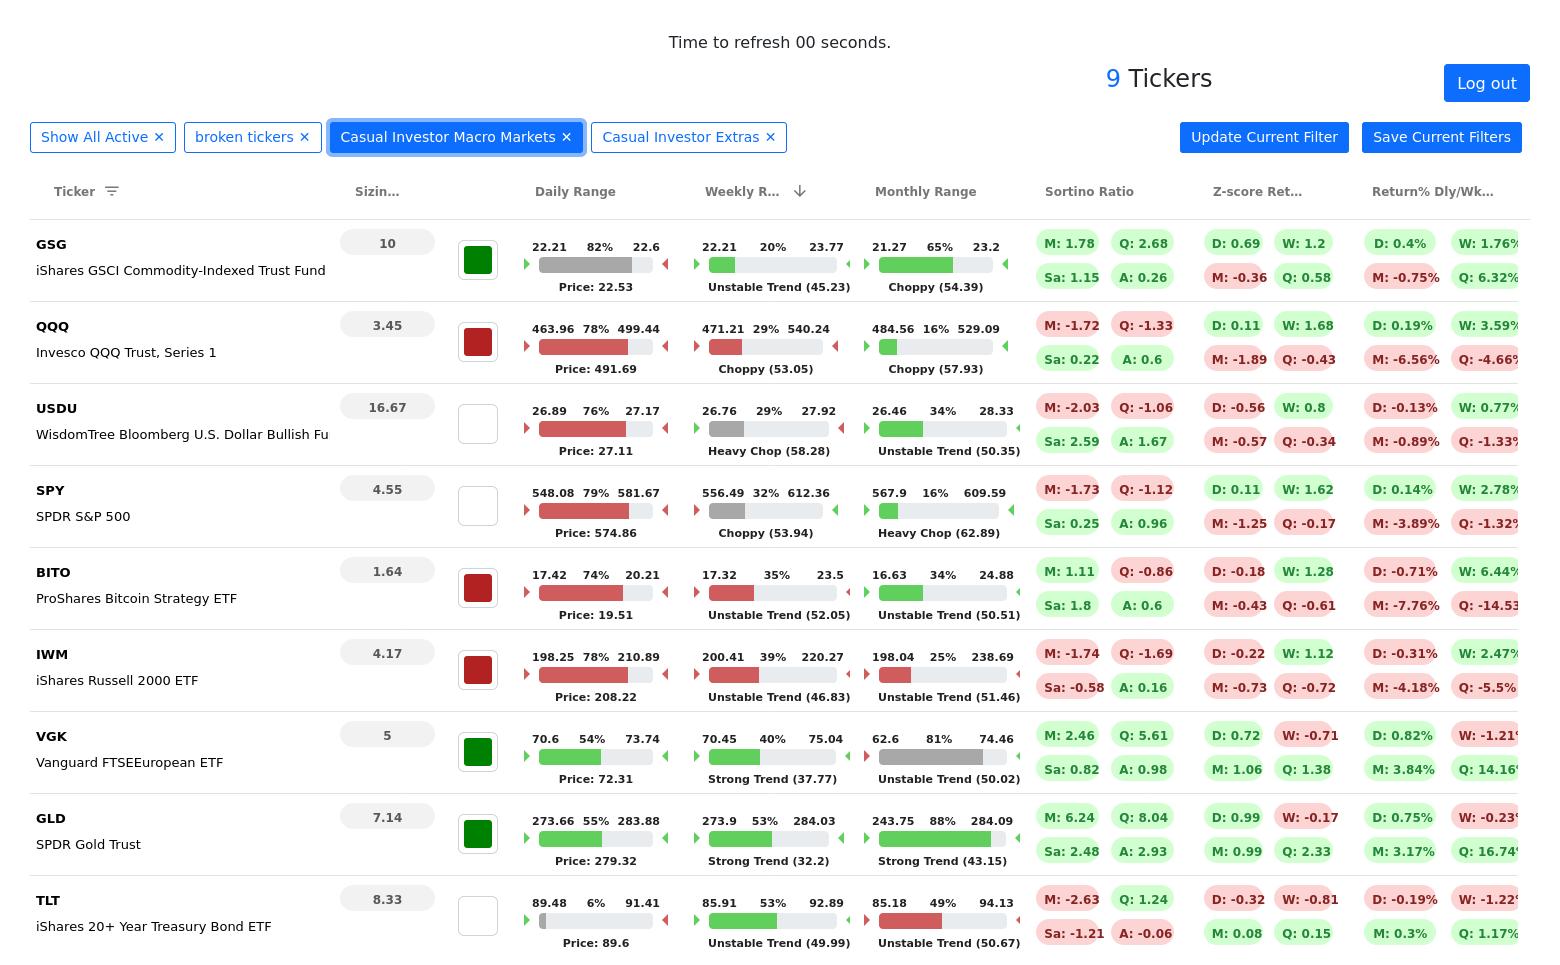 Time to refresh 00 seconds.
9 Tickers
Log out
Show All Active ✕ broken tickers ✕ Casual Investor Macro Markets ✕ Casual Investor Extras ✕ Update Current Filter Save Current Filters
Ticker Sizin... Daily Range Weekly R... Monthly Range Sortino Ratio Z-score Ret... Return% Dly/Wk...
GSG 10 22.21 82% 22.6 22.21 20% 23.77 21.27 65% 23.2 M: 1.78 Q: 2.68 D: 0.69 W: 1.2 D: 0.4% W: 1.76%
iShares GSCI Commodity-Indexed Trust Fund Price: 22.53 Unstable Trend (45.23) Choppy (54.39) Sa: 1.15 A: 0.26 M: -0.36 Q: 0.58 M: -0.75% Q: 6.32%
QQQ 3.45 463.96 78% 499.44 471.21 29% 540.24 484.56 16% 529.09 M: -1.72 Q: -1.33 D: 0.11 W: 1.68 D: 0.19% W: 3.59%
Invesco QQQ Trust, Series 1 Price: 491.69 Choppy (53.05) Choppy (57.93) Sa: 0.22 A: 0.6 M: -1.89 Q: -0.43 M: -6.56% Q: -4.66%
USDU 16.67 26.89 76% 27.17 26.76 29% 27.92 26.46 34% 28.33 M: -2.03 Q: -1.06 D: -0.56 W: 0.8 D: -0.13% W: 0.77%
WisdomTree Bloomberg U.S. Dollar Bullish Fu Price: 27.11 Heavy Chop (58.28) Unstable Trend (50.35) Sa: 2.59 A: 1.67 M: -0.57 Q: -0.34 M: -0.89% Q: -1.33%
SPY 4.55 548.08 79% 581.67 556.49 32% 612.36 567.9 16% 609.59 M: -1.73 Q: -1.12 D: 0.11 W: 1.62 D: 0.14% W: 2.78%
SPDR S&P 500 Price: 574.86 Choppy (53.94) Heavy Chop (62.89) Sa: 0.25 A: 0.96 M: -1.25 Q: -0.17 M: -3.89% Q: -1.32%
BITO 1.64 17.42 74% 20.21 17.32 35% 23.5 16.63 34% 24.88 M: 1.11 Q: -0.86 D: -0.18 W: 1.28 D: -0.71% W: 6.44%
ProShares Bitcoin Strategy ETF Price: 19.51 Unstable Trend (52.05) Unstable Trend (50.51) Sa: 1.8 A: 0.6 M: -0.43 Q: -0.61 M: -7.76% Q: -14.53
IWM 4.17 198.25 78% 210.89 200.41 39% 220.27 198.04 25% 238.69 M: -1.74 Q: -1.69 D: -0.22 W: 1.12 D: -0.31% W: 2.47%
iShares Russell 2000 ETF Price: 208.22 Unstable Trend (46.83) Unstable Trend (51.46) Sa: -0.58 A: 0.16 M: -0.73 Q: -0.72 M: -4.18% Q: -5.5%
VGK 5 70.6 54% 73.74 70.45 40% 75.04 62.6 81% 74.46 M: 2.46 Q: 5.61 D: 0.72 W: -0.71 D: 0.82% W: -1.21%
Vanguard FTSEEuropean ETF Price: 72.31 Strong Trend (37.77) Unstable Trend (50.02) Sa: 0.82 A: 0.98 M: 1.06 Q: 1.38 M: 3.84% Q: 14.16%
GLD 7.14 273.66 55% 283.88 273.9 53% 284.03 243.75 88% 284.09 M: 6.24 Q: 8.04 D: 0.99 W: -0.17 D: 0.75% W: -0.23%
SPDR Gold Trust Price: 279.32 Strong Trend (32.2) Strong Trend (43.15) Sa: 2.48 A: 2.93 M: 0.99 Q: 2.33 M: 3.17% Q: 16.74%
TLT 8.33 89.48 6% 91.41 85.91 53% 92.89 85.18 49% 94.13 M: -2.63 Q: 1.24 D: -0.32 W: -0.81 D: -0.19% W: -1.22%
iShares 20+ Year Treasury Bond ETF Price: 89.6 Unstable Trend (49.99) Unstable Trend (50.67) Sa: -1.21 A: -0.06 M: 0.08 Q: 0.15 M: 0.3% Q: 1.17%